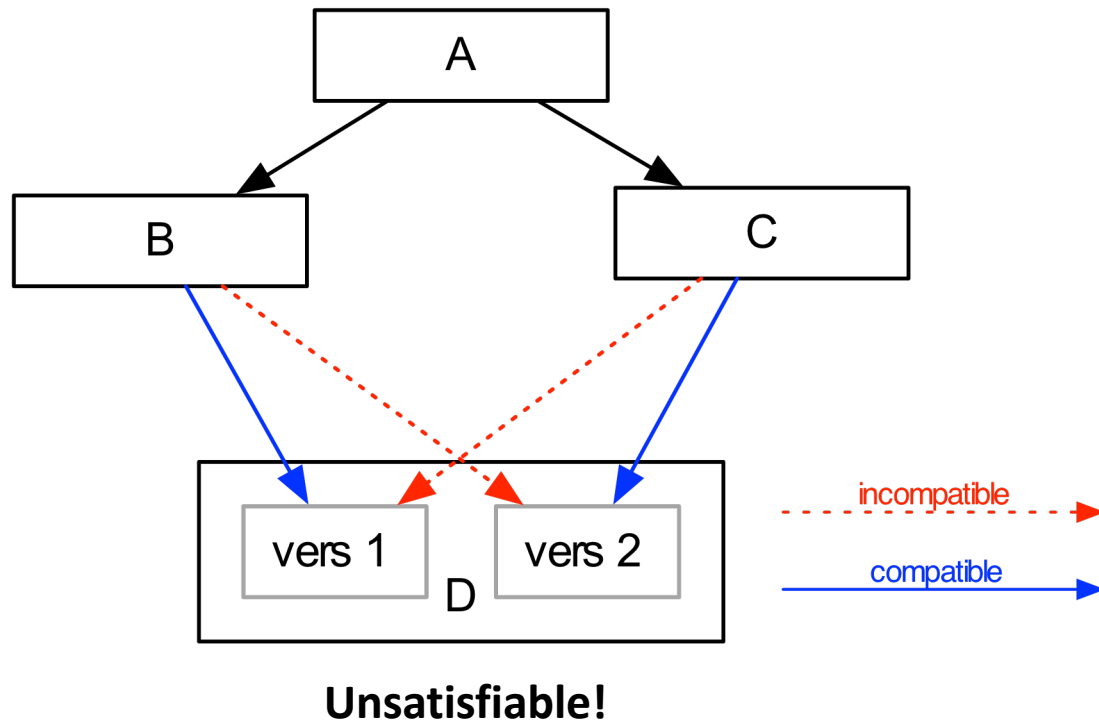 A
B
C
incompatible
vers 1
vers 2
compatible
D
Unsatisfiable!